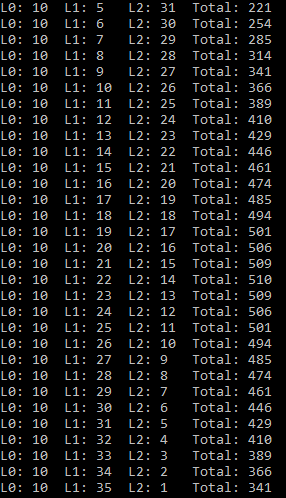 L0: 10 L1: 5 L2: 31 Total: 221
L0: 10 L1: 6 L2: 30 Total: 254
L0: 10 L1: 7 L2: 29 Total: 285
L0: 10 L1: 8 L2: 28 Total: 314
L0: 10 L1: 9 L2: 27 Total: 341
L0: 10 L1: 10 L2: 26 Total: 366
L0: 10 L1: 11 L2: 25 Total: 389
L0: 10 L1: 12 L2: 24 Total: 410
L0: 10 L1: 13 L2: 23 Total: 429
L0: 10 L1: 14 L2: 22 Total: 446
L0: 10 L1: 15 L2: 21 Total: 461
L0: 10 L1: 16 L2: 20 Total: 474
L0: 10 L1: 17 L2: 19 Total: 485
L0: 10 L1: 18 L2: 18 Total: 494
L0: 10 L1: 19 L2: 17 Total: 501
L0: 10 L1: 20 L2: 16 Total: 506
L0: 10 L1: 21 L2: 15 Total: 509
L0: 10 L1: 22 L2: 14 Total: 510
L0: 10 L1: 23 L2: 13 Total: 509
L0: 10 L1: 24 L2: 12 Total: 506
L0: 10 L1: 25 L2: 11 Total: 501
L0: 10 L1: 26 L2: 10 Total: 494
L0: 10 L1: 27 L2: 9 Total: 485
L0: 10 L1: 28 L2: 8 Total: 474
L0: 10 L1: 29 L2: 7 Total: 461
L0: 10 L1: 30 L2: 6 Total: 446
L0: 10 L1: 31 L2: 5 Total: 429
L0: 10 L1: 32 L2: 4 Total: 410
L0: 10 L1: 33 L2: 3 Total: 389
L0: 10 L1: 34 L2: 2 Total: 366
L0: 10 L1: 35 L2: 1 Total: 341